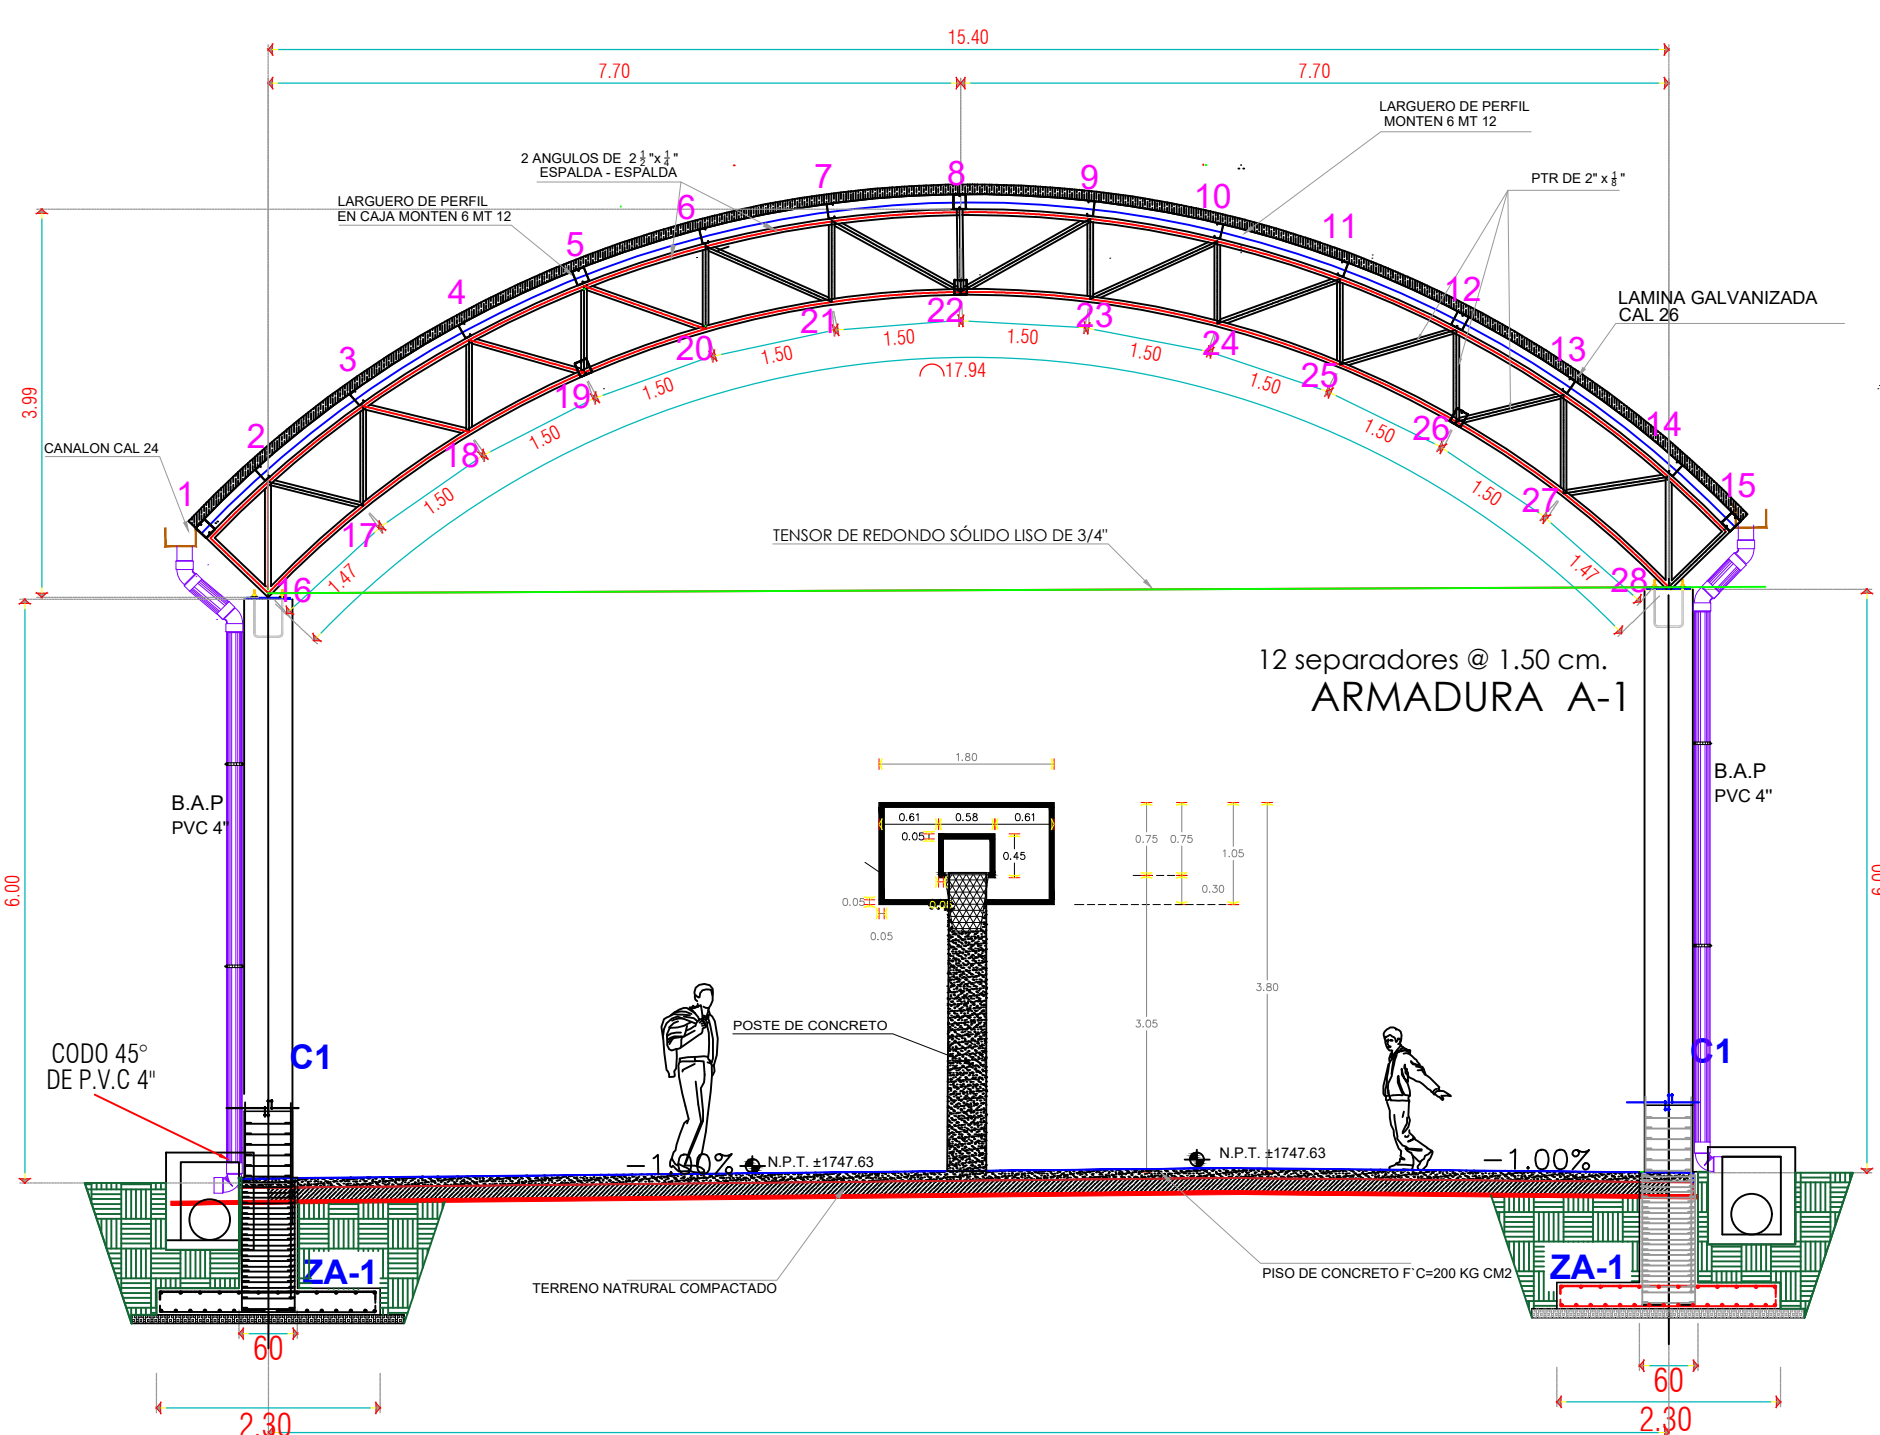 15.40
7.70
7.70
LARGUERO DE PERFIL
MONTEN 6 MT 12
2 ANGULOS DE 2 1/2 "x 1/4 "
ESPALDA - ESPALDA
PTR DE 2" x 1/8 "
LARGUERO DE PERFIL
EN CAJA MONTEN 6 MT 12
1
2
3
4
5
6
7
8
9
10
11
12
13
14
15
LAMINA GALVANIZADA
CAL 26
3.99
CANALON CAL 24
16
17
18
19
20
21
22
23
24
25
26
27
28
1.47
1.50
1.50
1.50
1.50
1.50
1.50
1.50
1.50
1.50
1.50
1.47
17.94
TENSOR DE REDONDO SÓLIDO LISO DE 3/4"
12 separadores @ 1.50 cm.
ARMADURA A-1
6.00
6.00
B.A.P
PVC 4"
B.A.P
PVC 4"
1.80
0.61
0.58
0.61
0.05
0.45
0.05
0.05
0.75
0.75
1.05
0.30
3.80
3.05
POSTE DE CONCRETO
C1
C1
CODO 45°
DE P.V.C 4"
-1.00%
N.P.T. ±1747.63
N.P.T. ±1747.63
-1.00%
ZA-1
ZA-1
TERRENO NATRURAL COMPACTADO
PISO DE CONCRETO F`C=200 KG CM2
60
60
2.30
2.30